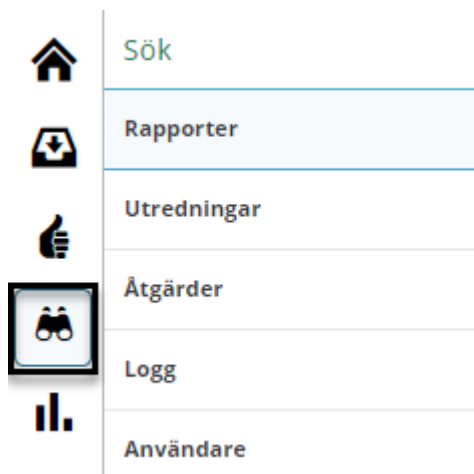 Sök
Rapporter
Utredningar
Åtgärder
Logg
Användare